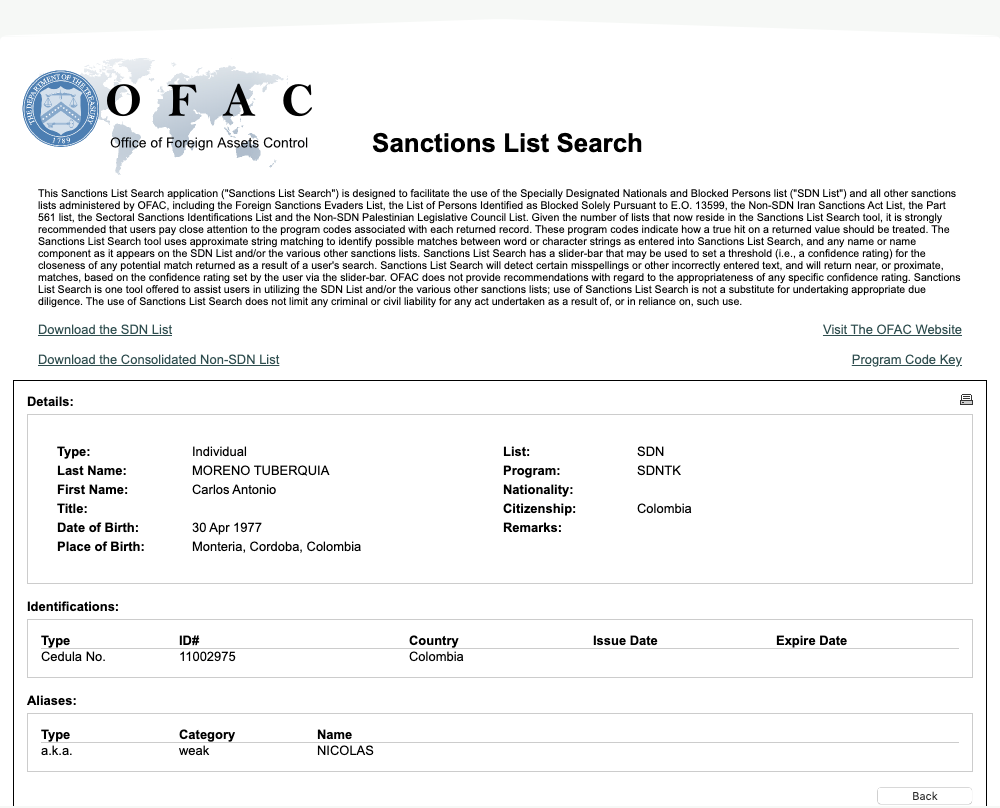 THE DEPARTMENT OF THE TREASURY
1789
O F A C
Office of Foreign Assets Control
Sanctions List Search
This Sanctions List Search application ("Sanctions List Search") is designed to facilitate the use of the Specially Designated Nationals and Blocked Persons list ("SDN List") and all other sanctions
lists administered by OFAC, including the Foreign Sanctions Evaders List, the List of Persons Identified as Blocked Solely Pursuant to E.O. 13599, the Non-SDN Iran Sanctions Act List, the Part
561 list, the Sectoral Sanctions Identifications List and the Non-SDN Palestinian Legislative Council List. Given the number of lists that now reside in the Sanctions List Search tool, it is strongly
recommended that users pay close attention to the program codes associated with each returned record. These program codes indicate how a true hit on a returned value should be treated. The
Sanctions List Search tool uses approximate string matching to identify possible matches between word or character strings as entered into Sanctions List Search, and any name or name
component as it appears on the SDN List and/or the various other sanctions lists. Sanctions List Search has a slider-bar that may be used to set a threshold (i.e., a confidence rating) for the
closeness of any potential match returned as a result of a user's search. Sanctions List Search will detect certain misspellings or other incorrectly entered text, and will return near, or proximate,
matches, based on the confidence rating set by the user via the slider-bar. OFAC does not provide recommendations with regard to the appropriateness of any specific confidence rating. Sanctions
List Search is one tool offered to assist users in utilizing the SDN List and/or the various other sanctions lists; use of Sanctions List Search is not a substitute for undertaking appropriate due
diligence. The use of Sanctions List Search does not limit any criminal or civil liability for any act undertaken as a result of, or in reliance on, such use.
Download the SDN List Visit The OFAC Website
Download the Consolidated Non-SDN List Program Code Key
Details:
Type: Individual List: SDN
Last Name: MORENO TUBERQUIA Program: SDNTK
First Name: Carlos Antonio Nationality:
Title: Citizenship: Colombia
Date of Birth: 30 Apr 1977 Remarks:
Place of Birth: Monteria, Cordoba, Colombia
Identifications:
Type ID# Country Issue Date Expire Date
Cedula No. 11002975 Colombia
Aliases:
Type Category Name
a.k.a. weak NICOLAS
Back